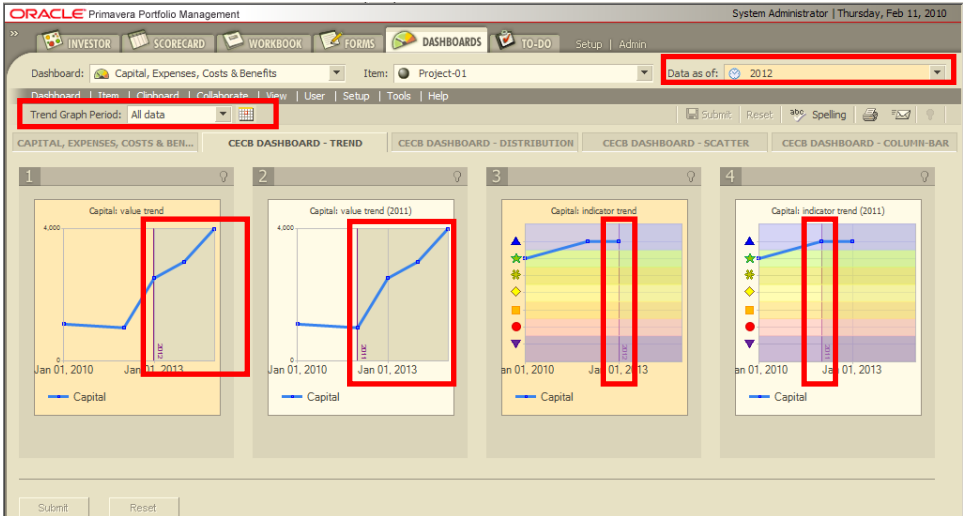 ORACLE Primavera Portfolio Management
System Administrator | Thursday, Feb 11, 2010
»
INVESTOR SCORECARD WORKBOOK FORMS DASHBOARDS TO-DO Setup | Admin
Dashboard: Capital, Expenses, Costs & Benefits Item: Project-01 Data as of: 2012
Dashboard | Item | Clipboard | Collaborate | View | User | Setup | Tools | Help
Trend Graph Period: All data Submit Reset abc Spelling
CAPITAL, EXPENSES, COSTS & BEN... CECB DASHBOARD - TREND CECB DASHBOARD - DISTRIBUTION CECB DASHBOARD - SCATTER CECB DASHBOARD - COLUMN-BAR
1
Capital: value trend
4,000
0
2012
Jan 01, 2010 Jan 01, 2013
Capital
2
Capital: value trend (2011)
4,000
0
2011
Jan 01, 2010 Jan 01, 2013
Capital
3
Capital: indicator trend
2012
an 01, 2010 Jan 01, 2013
Capital
4
Capital: indicator trend (2011)
2011
an 01, 2010 Jan 01, 2013
Capital
Submit Reset